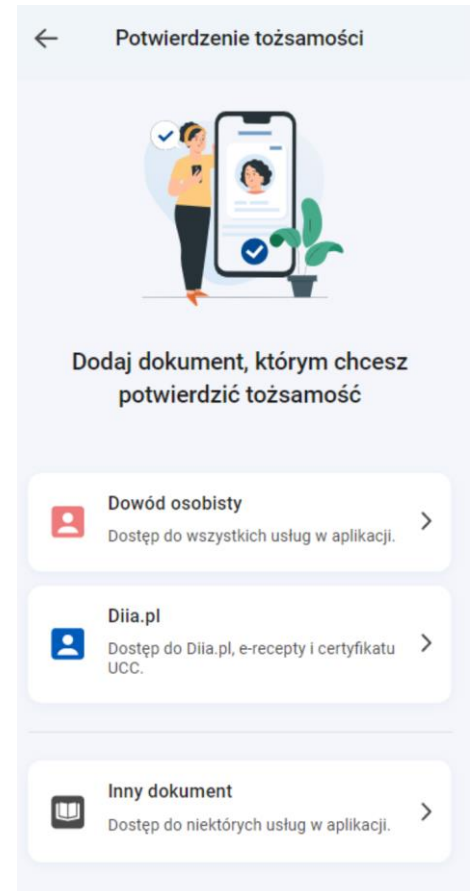 Potwierdzenie tożsamości
Dodaj dokument, którym chcesz
potwierdzić tożsamość
Dowód osobisty
Dostęp do wszystkich usług w aplikacji.
Diia.pl
Dostęp do Diia.pl, e-recepty i certyfikatu
UCC.
Inny dokument
Dostęp do niektórych usług w aplikacji.